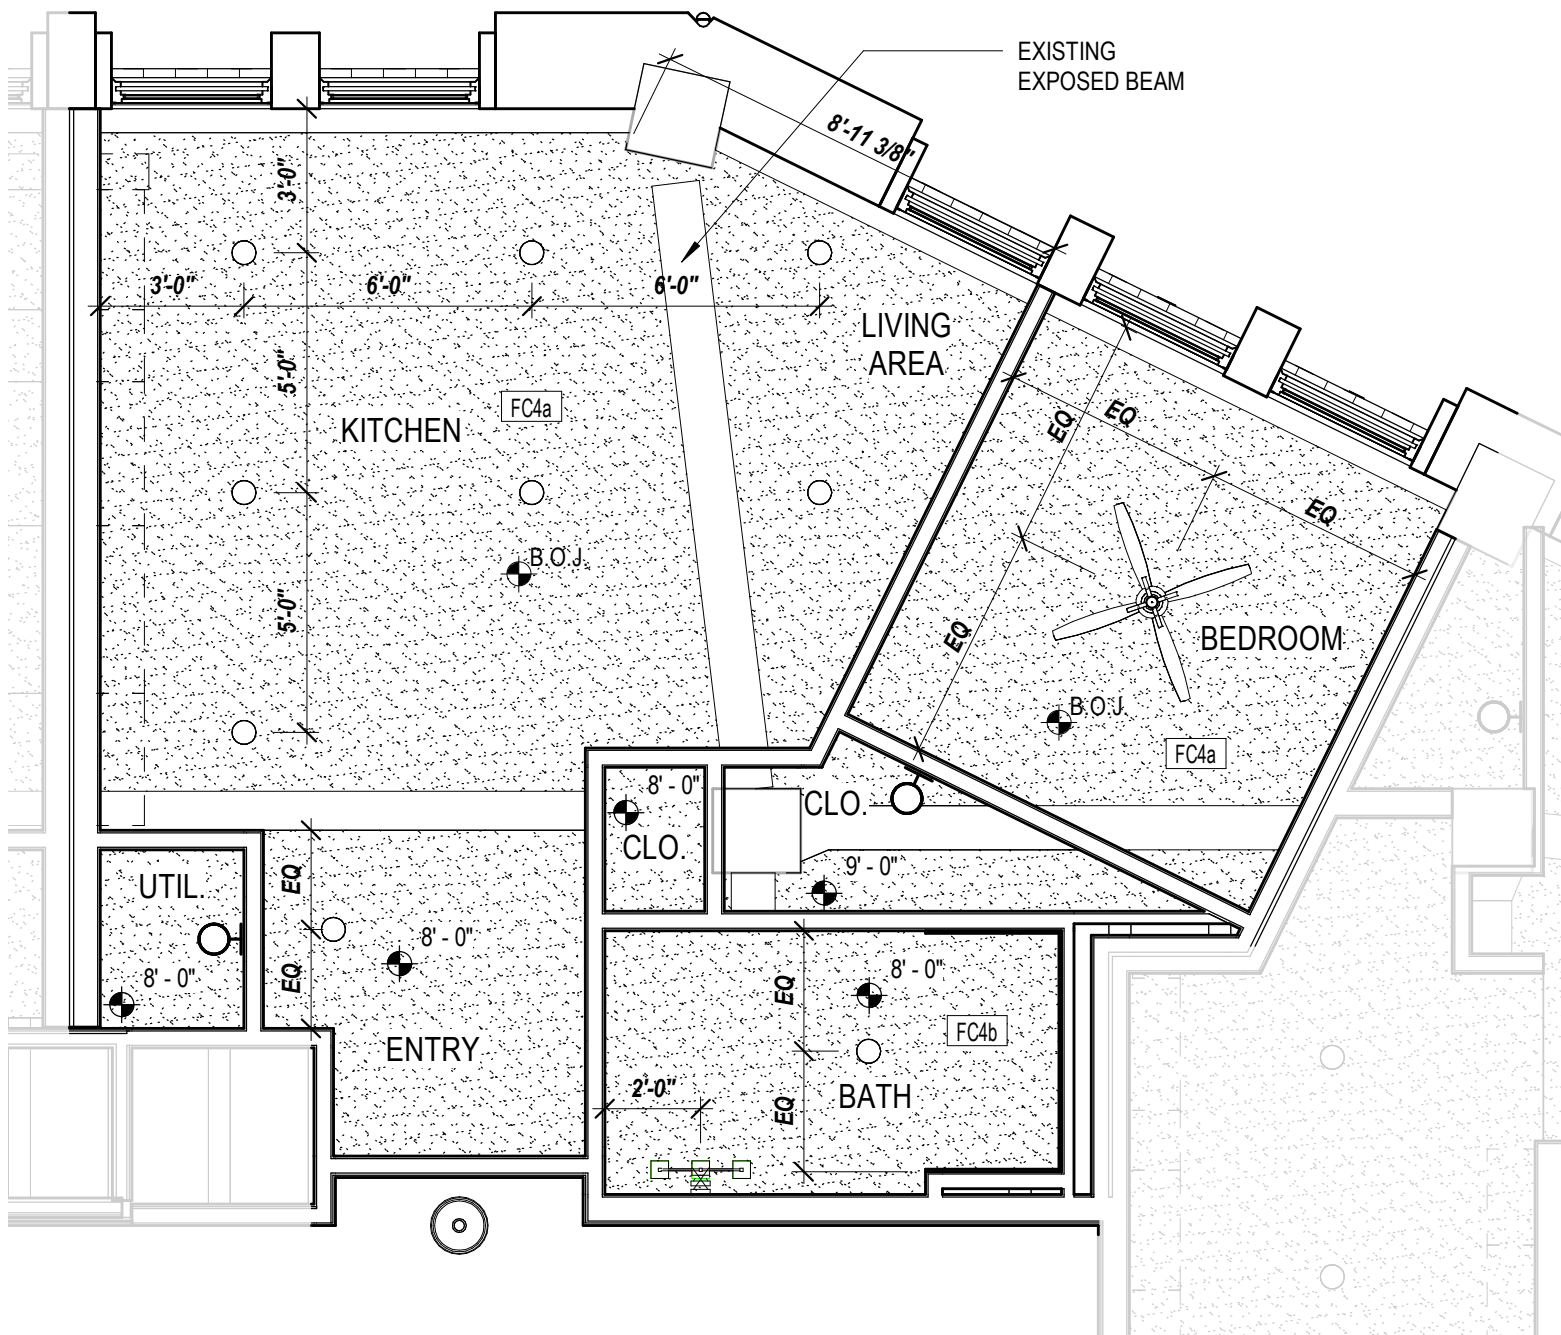 EXISTING
EXPOSED BEAM
8'-11 3/8"
3'-0"
3'-0"
6'-0"
6'-0"
LIVING
AREA
5'-0"
FC4a
KITCHEN
EQ
EQ
EQ
B.O.J.
5'-0"
EQ
BEDROOM
B.O.J.
FC4a
8' - 0"
CLO.
CLO.
9' - 0"
UTIL.
EQ
8' - 0"
8' - 0"
EQ
ENTRY
EQ
8' - 0"
FC4b
2'-0"
EQ
BATH